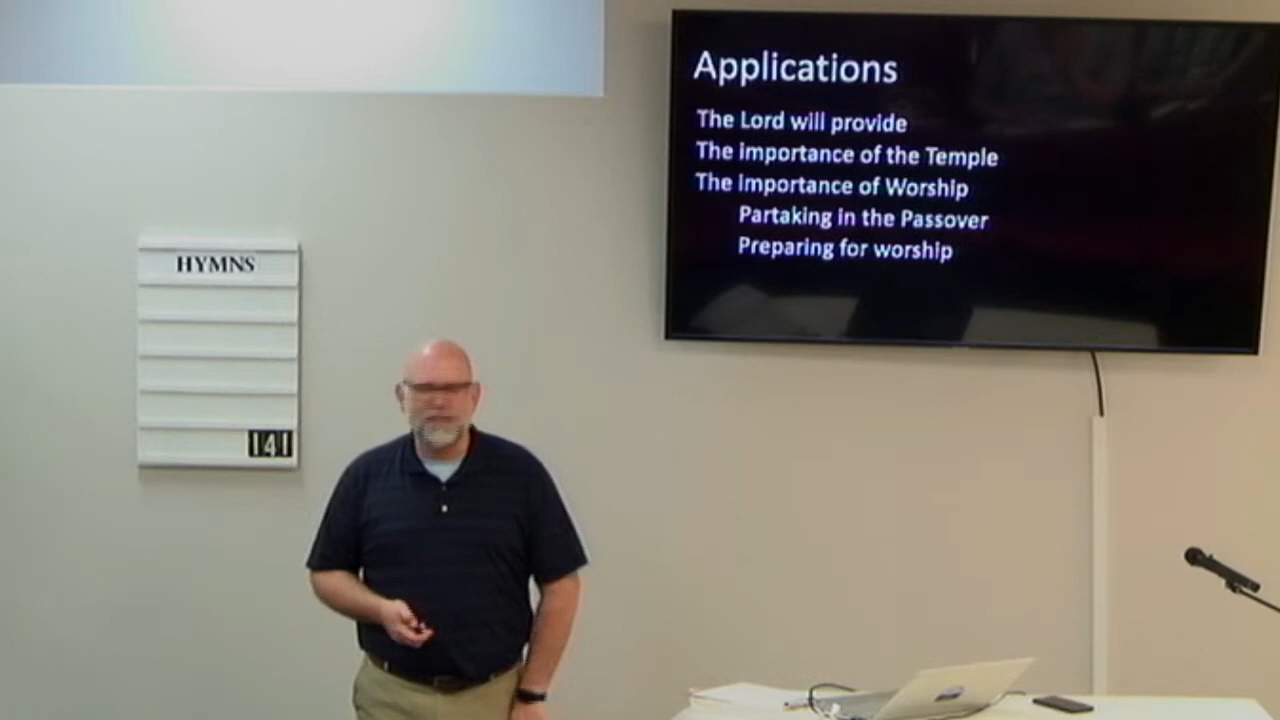 Applications
The Lord will provide
The importance of the Temple
The Importance of Worship
Partaking in the Passover
Preparing for worship
HYMNS
141